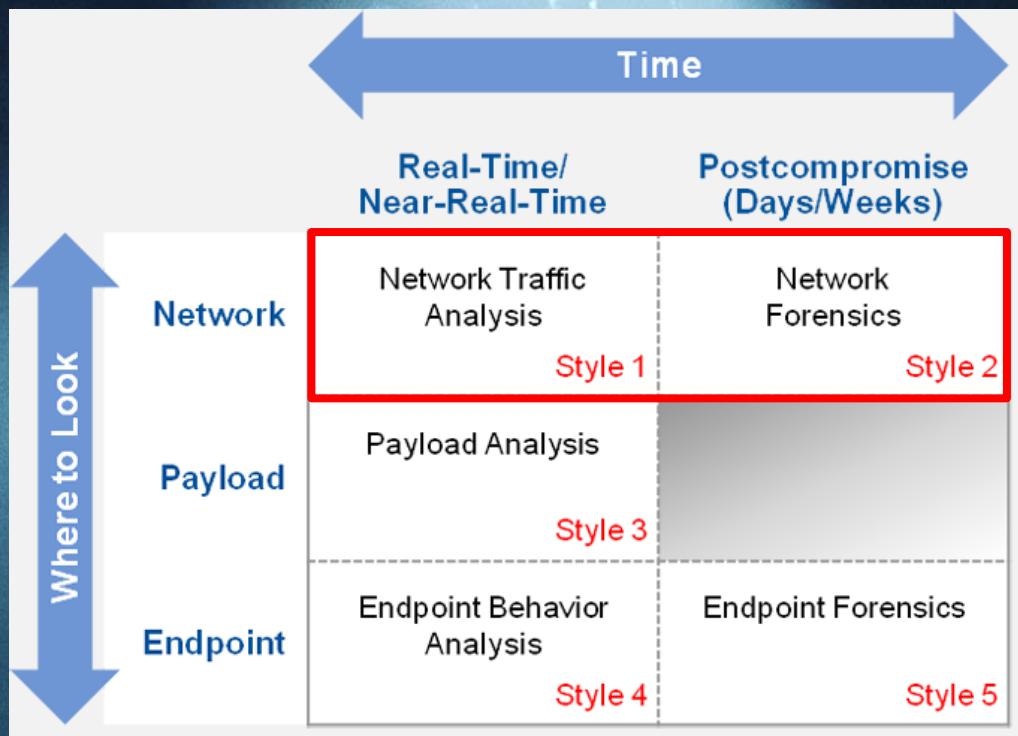 Time
Real-Time/
Near-Real-Time
Postcompromise
(Days/Weeks)
Where to Look
Network
Network Traffic
Analysis
Style 1
Network
Forensics
Style 2
Payload
Payload Analysis
Style 3
Endpoint
Endpoint Behavior
Analysis
Style 4
Endpoint Forensics
Style 5